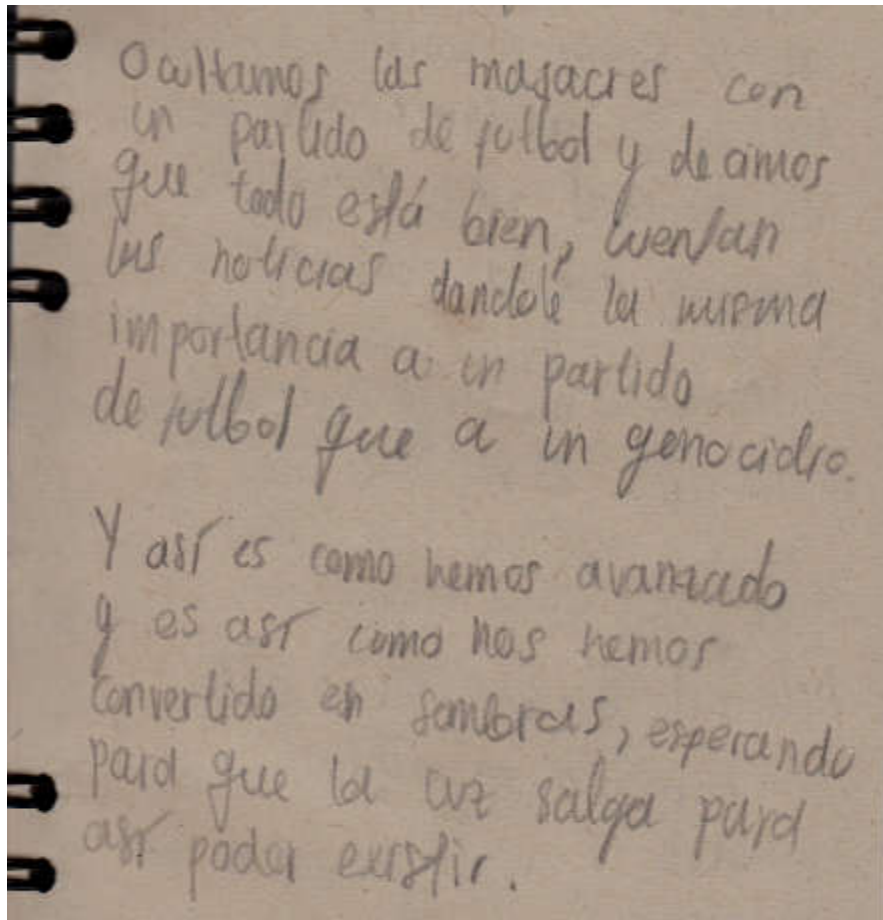 Ocultamos las masacres con
un partido de futbol y decimos
que todo está bien, cuentan
las noticias dandole la misma
importancia a un partido
de futbol que a un genocidio.
Y así es como hemos avanzado
y es así como nos hemos
convertido en sombras, esperando
para que la luz salga para
así poder existir.